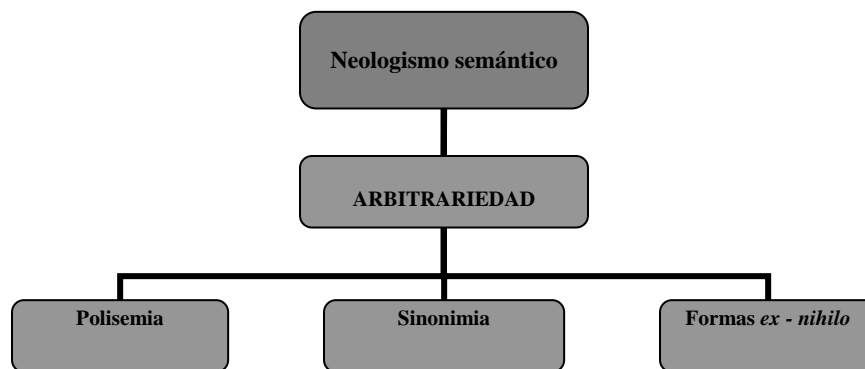 Neologismo semántico
ARBITRARIEDAD
Polisemia
Sinonimia
Formas ex - nihilo